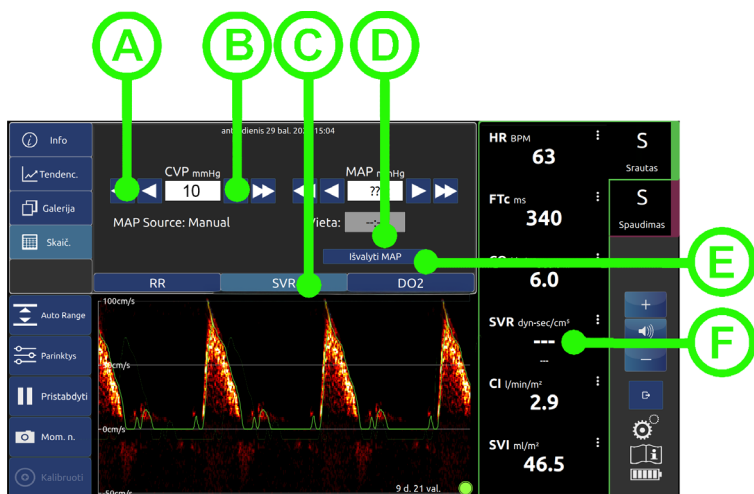 A
B
C
D
E
F
Info
Tendenc.
Galerija
Skaič.
Auto Range
Parinktys
Pristabdyti
Mom. n.
Kalibruoti
29 bal.
15:04
CVP mmHg
10
MAP mmHg
??
MAP Source: Manual
Vieta:
Išvalyti MAP
RR
SVR
DO2
100cm/s
0cm/s
-50cm/s
9 d. 21 val.
HR BPM
63
FTc ms
340
6.0
SVR dyn·sec/cm⁵
---
---
CI l/min/m²
2.9
SVI ml/m²
46.5
S
Srautas
S
Spaudimas
+
−